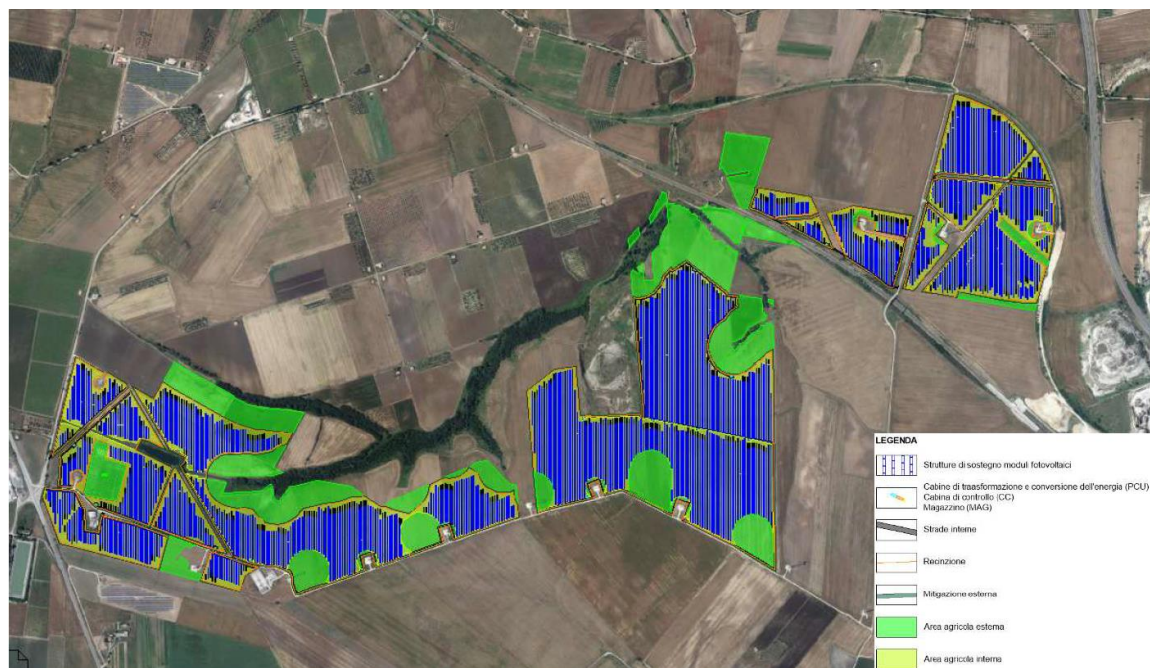 LEGENDA
Strutture di sostegno moduli fotovoltaici
Cabine di traasformazione e conversione dell'energia (PCU)
Cabina di controllo (CC)
Magazzino (MAG)
Strade interne
Recinzione
Mitigazione esterna
Area agricola esterna
Area agricola interna